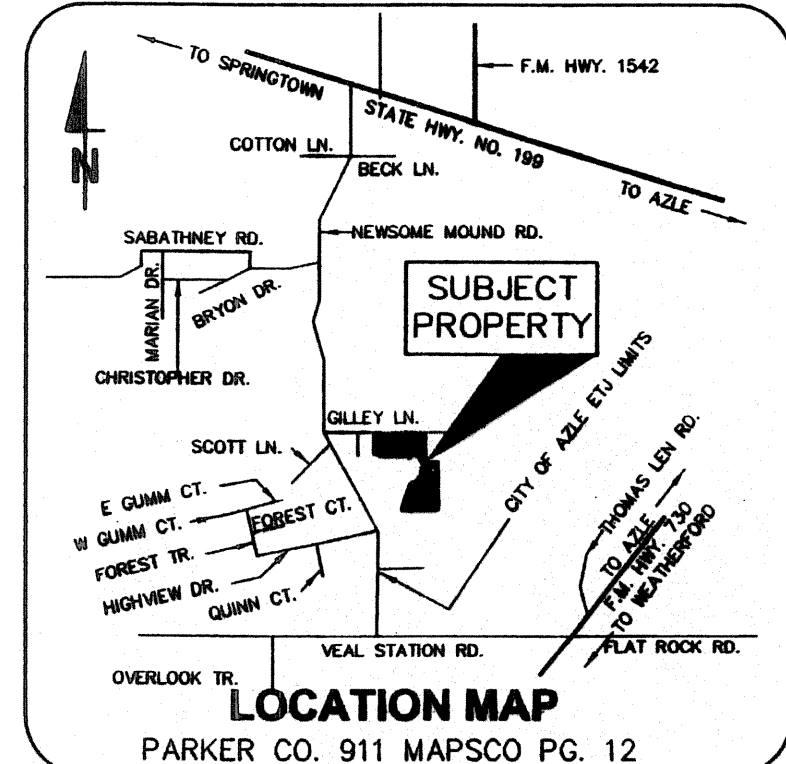 TO SPRINGTOWN
F.M. HWY. 1542
STATE HWY. NO. 199
COTTON LN.
BECK LN.
TO AZLE
N
NEWSOME MOUND RD.
SABATHNEY RD.
MARIAN DR.
BRYON DR.
SUBJECT
PROPERTY
CHRISTOPHER DR.
GILLEY LN.
CITY OF AZLE ETJ LIMITS
SCOTT LN.
E GUMM CT.
W GUMM CT.
FOREST CT.
FOREST TR.
HIGHVIEW DR.
QUINN CT.
THOMAS LEN RD.
TO AZLE
F.M. HWY. 730
TO WEATHERFORD
VEAL STATION RD.
FLAT ROCK RD.
OVERLOOK TR.
LOCATION MAP
PARKER CO. 911 MAPSCO PG. 12